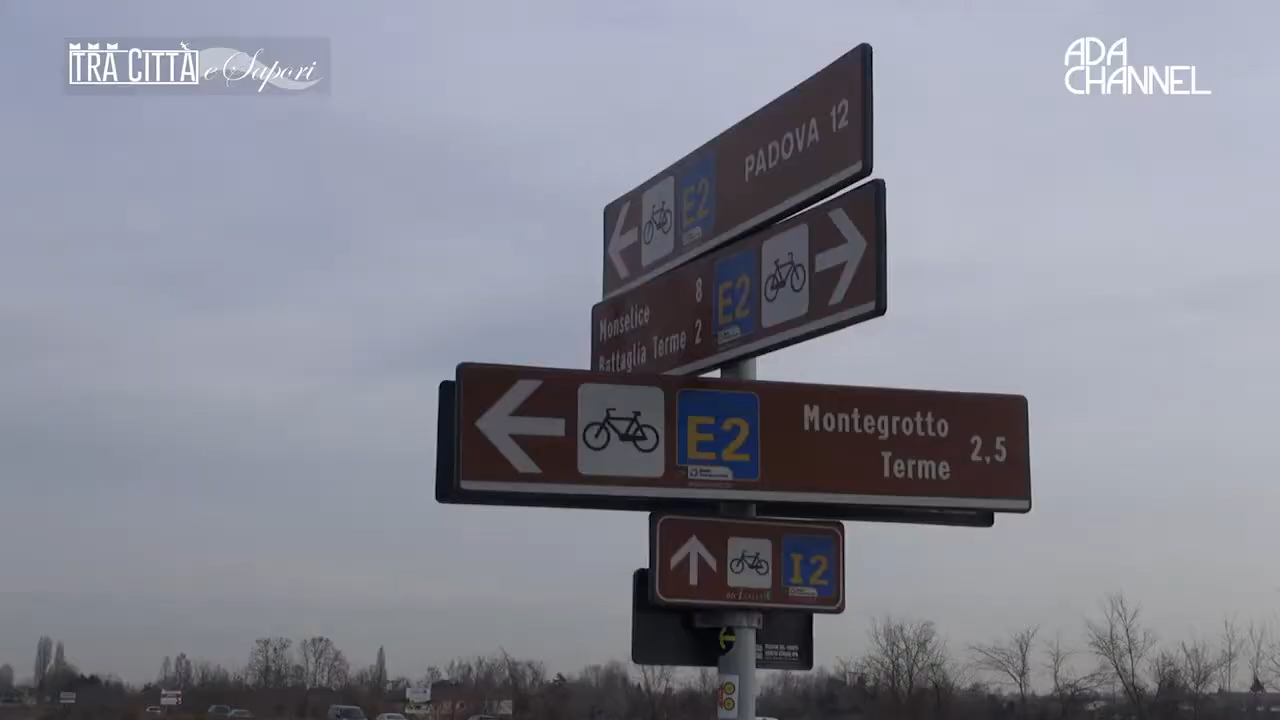 TRÀ CITTÀ e Sapori
ADA
CHANNEL
E2 PADOVA 12
Monselice 8
Battaglia Terme 2
E2
E2
Montegrotto
Terme
2,5
I2